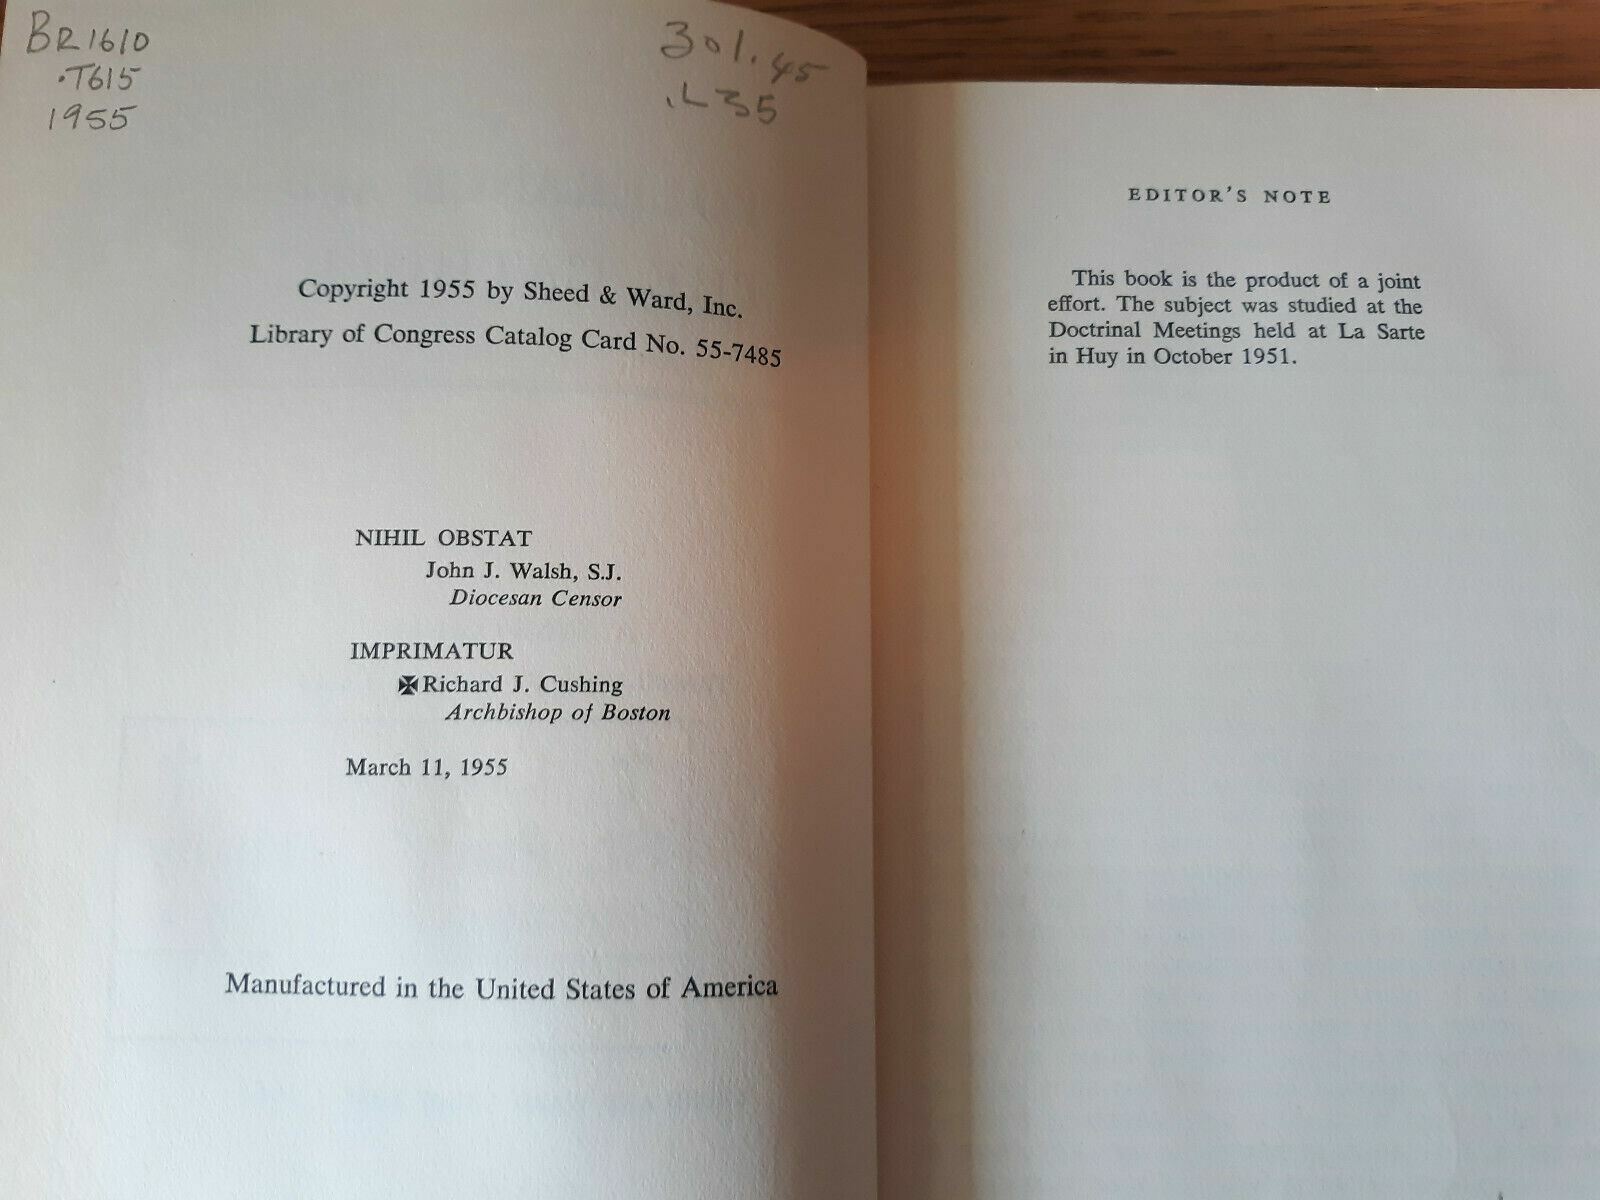 BR1610
.T615
1955
301.45
.L35
Copyright 1955 by Sheed & Ward, Inc.
Library of Congress Catalog Card No. 55-7485
NIHIL OBSTAT
John J. Walsh, S.J.
Diocesan Censor
IMPRIMATUR
✠Richard J. Cushing
Archbishop of Boston
March 11, 1955
Manufactured in the United States of America
EDITOR'S NOTE
This book is the product of a joint
effort. The subject was studied at the
Doctrinal Meetings held at La Sarte
in Huy in October 1951.